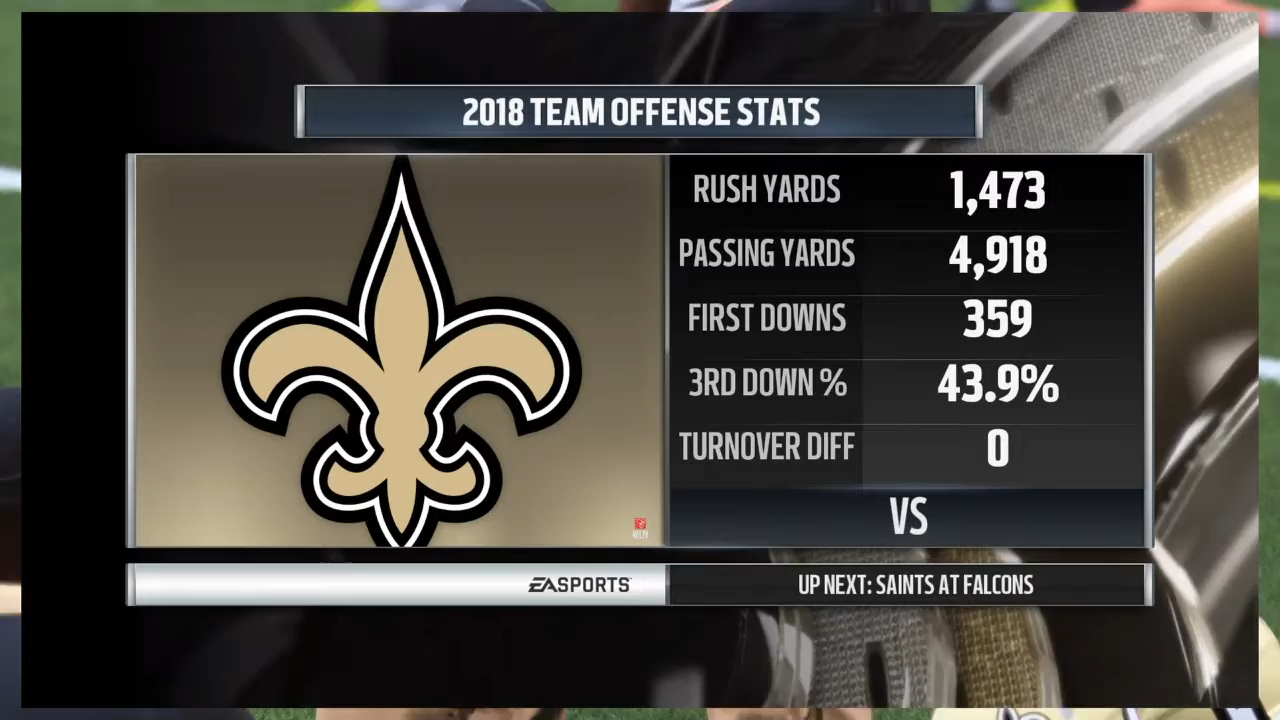 2018 TEAM OFFENSE STATS
RUSH YARDS 1,473
PASSING YARDS 4,918
FIRST DOWNS 359
3RD DOWN % 43.9%
TURNOVER DIFF 0
VS
EA SPORTS UP NEXT: SAINTS AT FALCONS